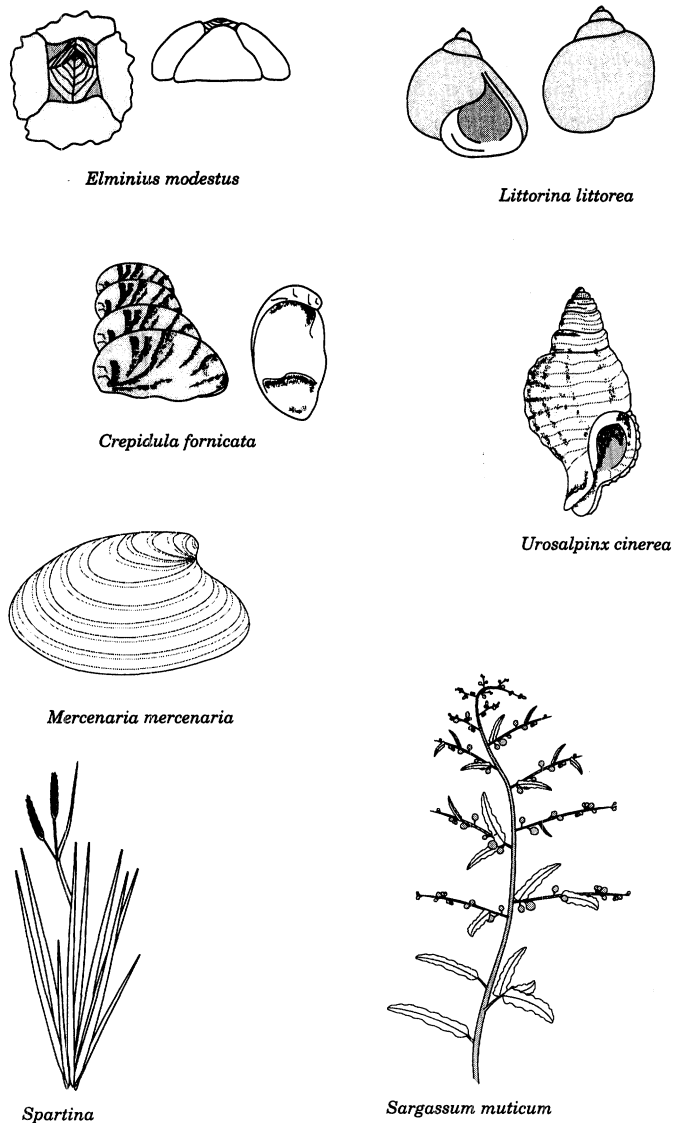 Elminius modestus
Littorina littorea
Crepidula fornicata
Urosalpinx cinerea
Mercenaria mercenaria
Spartina
Sargassum muticum